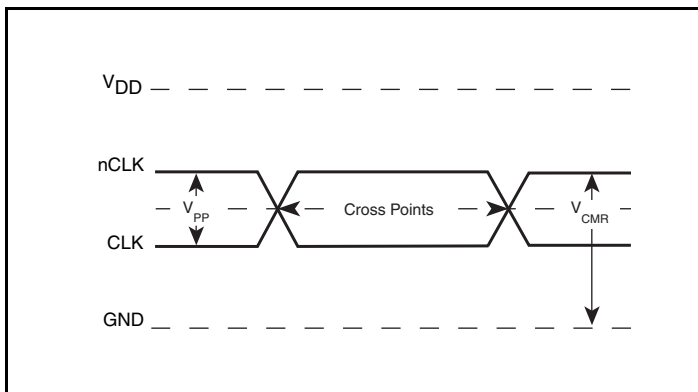 VDD
nCLK
VPP
Cross Points
VCMR
CLK
GND